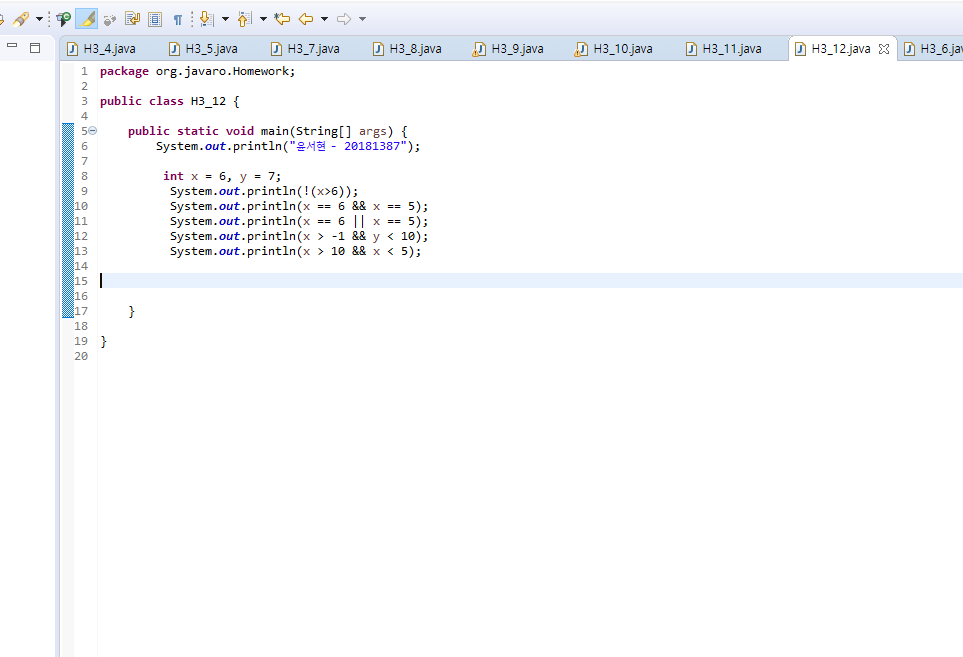 H3_4.java H3_5.java H3_7.java H3_8.java H3_9.java H3_10.java H3_11.java H3_12.java H3_6.jav
1 package org.javaro.Homework;
2
3 public class H3_12 {
4
5 public static void main(String[] args) {
6 System.out.println("윤서현 - 20181387");
7
8 int x = 6, y = 7;
9 System.out.println(!(x>6));
10 System.out.println(x == 6 && x == 5);
11 System.out.println(x == 6 || x == 5);
12 System.out.println(x > -1 && y < 10);
13 System.out.println(x > 10 && x < 5);
14
15
16
17 }
18
19 }
20